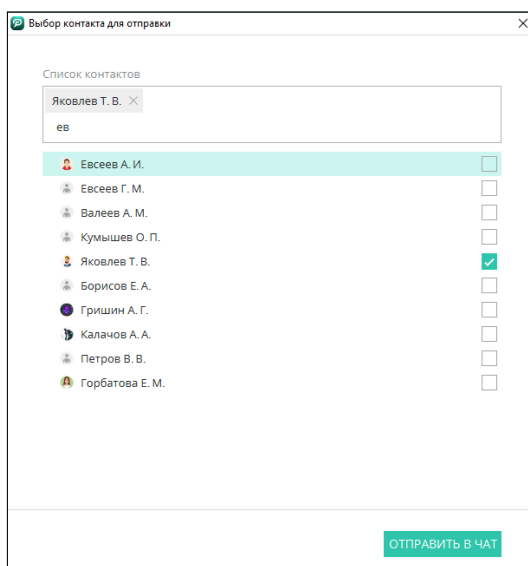 Выбор контакта для отправки
Список контактов
Яковлев Т. В.
ев
Евсеев А. И.
Евсеев Г. М.
Валеев А. М.
Кумышев О. П.
Яковлев Т. В.
Борисов Е. А.
Гришин А. Г.
Калачов А. А.
Петров В. В.
Горбатова Е. М.
ОТПРАВИТЬ В ЧАТ